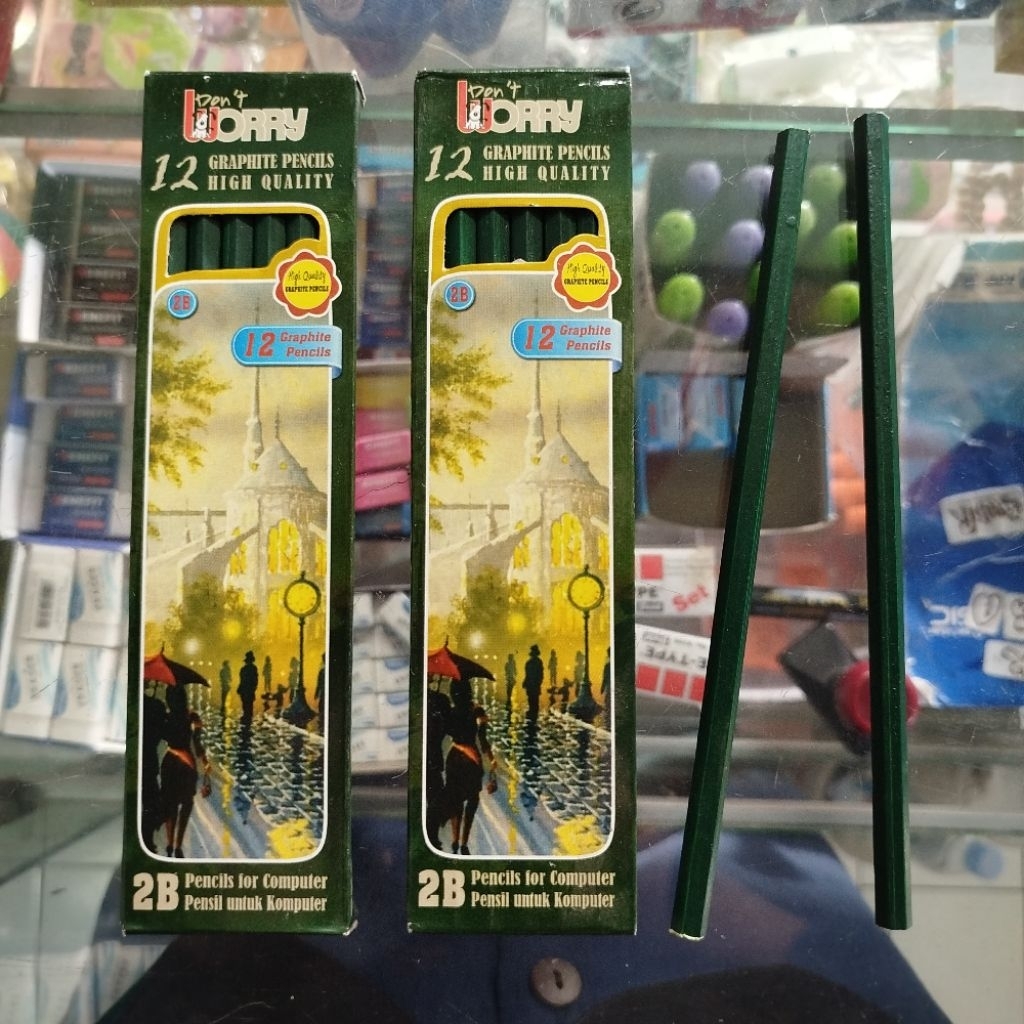 Don't
WORRY
12 GRAPHITE PENCILS
HIGH QUALITY
High Quality
GRAPHITE PENCILS
2B
12 Graphite
Pencils
2B Pencils for Computer
Pensil untuk Komputer
Don't
WORRY
12 GRAPHITE PENCILS
HIGH QUALITY
High Quality
GRAPHITE PENCILS
2B
12 Graphite
Pencils
2B Pencils for Computer
Pensil untuk Komputer
Set
E-TYPE